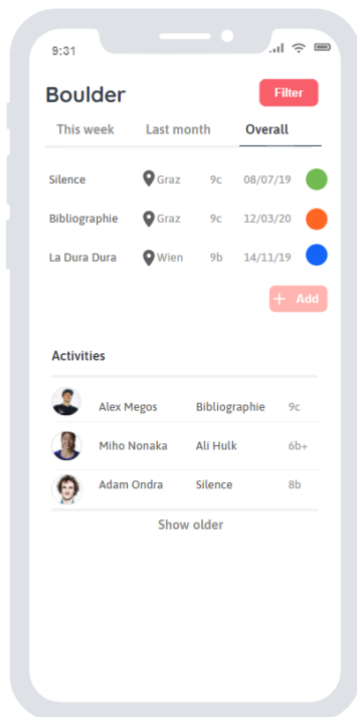 9:31
Boulder Filter
This week Last month Overall
Silence Graz 9c 08/07/19
Bibliographie Graz 9c 12/03/20
La Dura Dura Wien 9b 14/11/19
+ Add
Activities
Alex Megos Bibliographie 9c
Miho Nonaka Ali Hulk 6b+
Adam Ondra Silence 8b
Show older